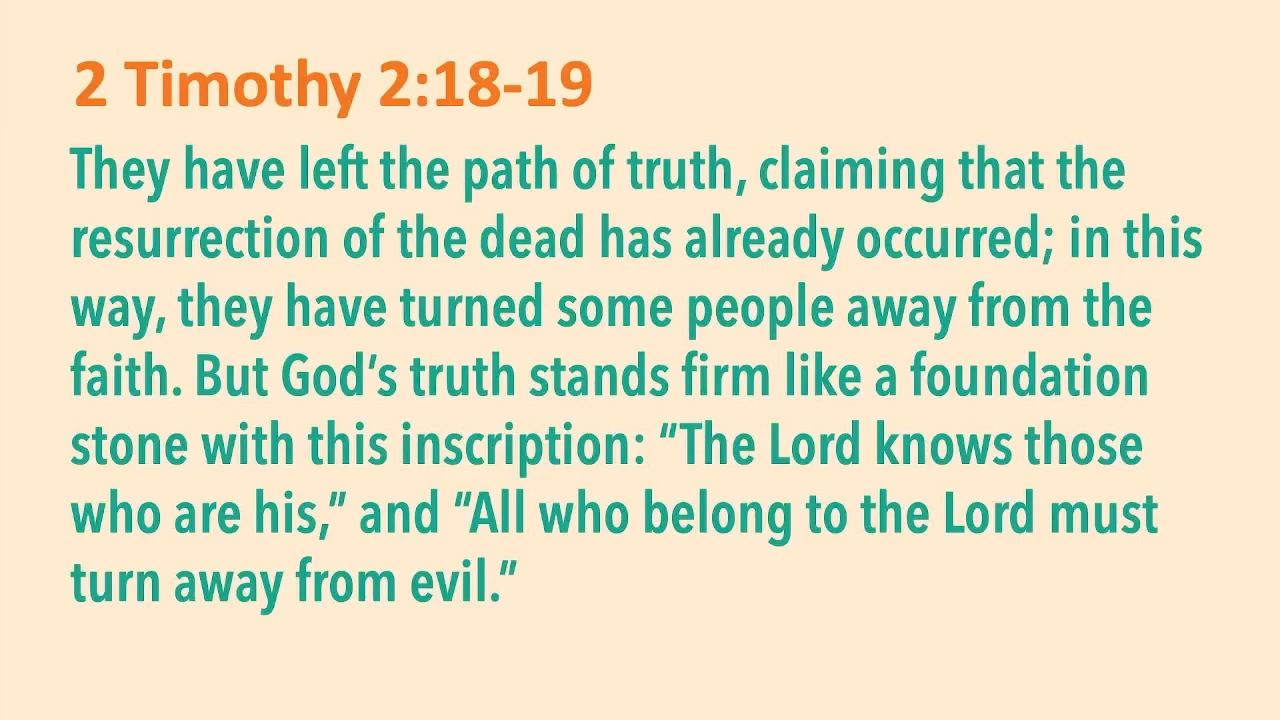 2 Timothy 2:18-19
They have left the path of truth, claiming that the
resurrection of the dead has already occurred; in this
way, they have turned some people away from the
faith. But God’s truth stands firm like a foundation
stone with this inscription: “The Lord knows those
who are his,” and “All who belong to the Lord must
turn away from evil.”